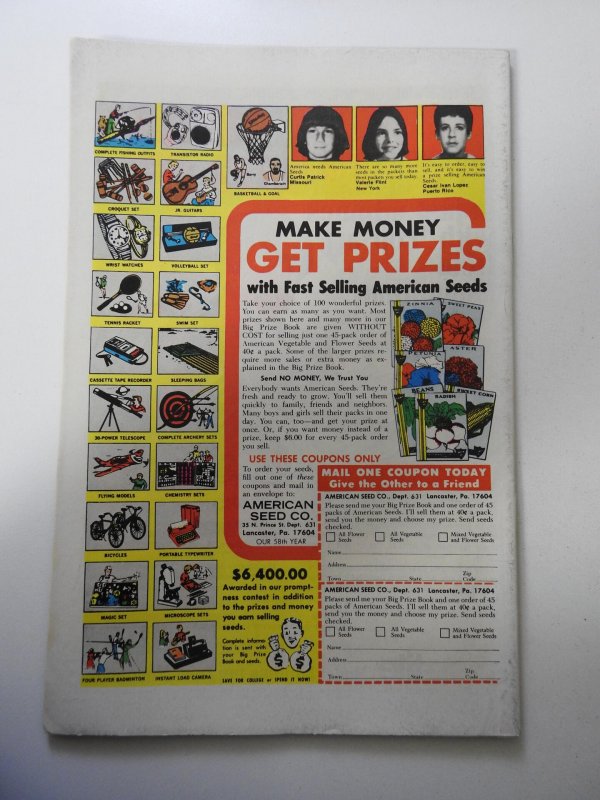 COMPLETE FISHING OUTFITS
TRANSISTOR RADIO
BASKETBALL & GOAL
Chamberlain
America needs American
Seeds
Curtis Patrick
Missouri
There are so many more
seeds in the packets than
most packets you sell today.
Valerie Flint
New York
It's easy to order, easy to
sell, and it's easy to win
a prize selling American
Seeds.
Cesar Ivan Lopez
Puerto Rico
CROQUET SET
JR. GUITARS
WRIST WATCHES
VOLLEYBALL SET
TENNIS RACKET
SWIM SET
CASSETTE TAPE RECORDER
SLEEPING BAGS
30-POWER TELESCOPE
COMPLETE ARCHERY SETS
FLYING MODELS
CHEMISTRY SETS
BICYCLES
PORTABLE TYPEWRITER
MAGIC SET
MICROSCOPE SETS
FOUR PLAYER BADMINTON
INSTANT LOAD CAMERA
MAKE MONEY
GET PRIZES
with Fast Selling American Seeds
Take your choice of 100 wonderful prizes.
You can earn as many as you want. Most
prizes shown here and many more in our
Big Prize Book are given WITHOUT
COST for selling just one 45-pack order of
American Vegetable and Flower Seeds at
40¢ a pack. Some of the larger prizes re-
quire more sales or extra money as ex-
plained in the Big Prize Book.
Send NO MONEY, We Trust You
Everybody wants American Seeds. They're
fresh and ready to grow. You'll sell them
quickly to family, friends and neighbors.
Many boys and girls sell their packs in one
day. You can, too—and get your prize at
once. Or, if you want money instead of a
prize, keep $6.00 for every 45-pack order
you sell.
ZINNIA
SWEET PEAS
PETUNIA
ASTER
BEANS
RADISH
SWEET CORN
USE THESE COUPONS ONLY
To order your seeds,
fill out one of these
coupons and mail in
an envelope to:
AMERICAN
SEED CO.
35 N. Prince St. Dept. 631
Lancaster, Pa. 17604
OUR 58th YEAR
MAIL ONE COUPON TODAY
Give the Other to a Friend
AMERICAN SEED CO., Dept. 631 Lancaster, Pa. 17604
Please send me your Big Prize Book and one order of 45
packs of American Seeds. I'll sell them at 40¢ a pack,
send you the money and choose my prize. Send seeds
checked.
All Flower Seeds
All Vegetable Seeds
Mixed Vegetable and Flower Seeds
Name
Address
Town State Zip Code
AMERICAN SEED CO., Dept. 631 Lancaster, Pa. 17604
Please send me your Big Prize Book and one order of 45
packs of American Seeds. I'll sell them at 40¢ a pack,
send you the money and choose my prize. Send seeds
checked.
All Flower Seeds
All Vegetable Seeds
Mixed Vegetable and Flower Seeds
Name
Address
Town State Zip Code
$6,400.00
Awarded in our prompt-
ness contest in addition
to the prizes and money
you earn selling
seeds.
Complete informa-
tion is sent with
your Big Prize
Book and seeds.
$
$
SAVE FOR COLLEGE or SPEND IT NOW!